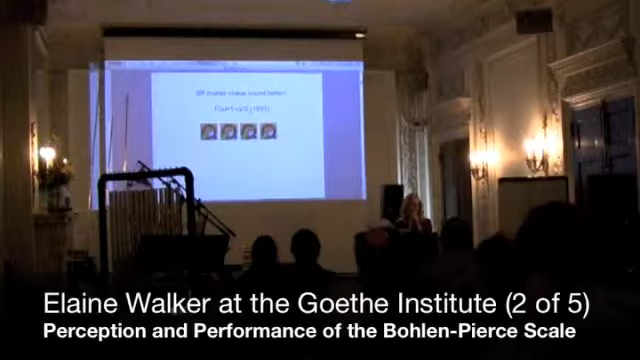 Elaine Walker at the Goethe Institute (2 of 5)
Perception and Performance of the Bohlen-Pierce Scale